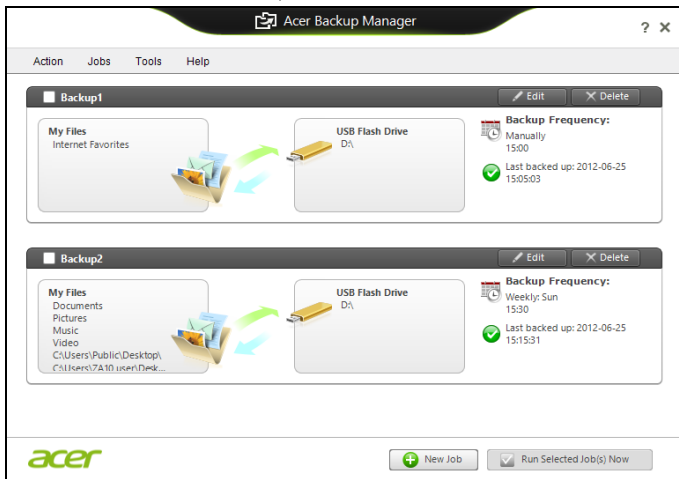 Acer Backup Manager
? ×
Action Jobs Tools Help
Backup1
Edit Delete
My Files
Internet Favorites
USB Flash Drive
D:\
Backup Frequency:
Manually
15:00
Last backed up: 2012-06-25
15:05:03
Backup2
Edit Delete
My Files
Documents
Pictures
Music
Video
C:\Users\Public\Desktop\
C:\Users\ZA10 user\Desk...
USB Flash Drive
D:\
Backup Frequency:
Weekly: Sun
15:30
Last backed up: 2012-06-25
15:15:31
acer
New Job
Run Selected Job(s) Now